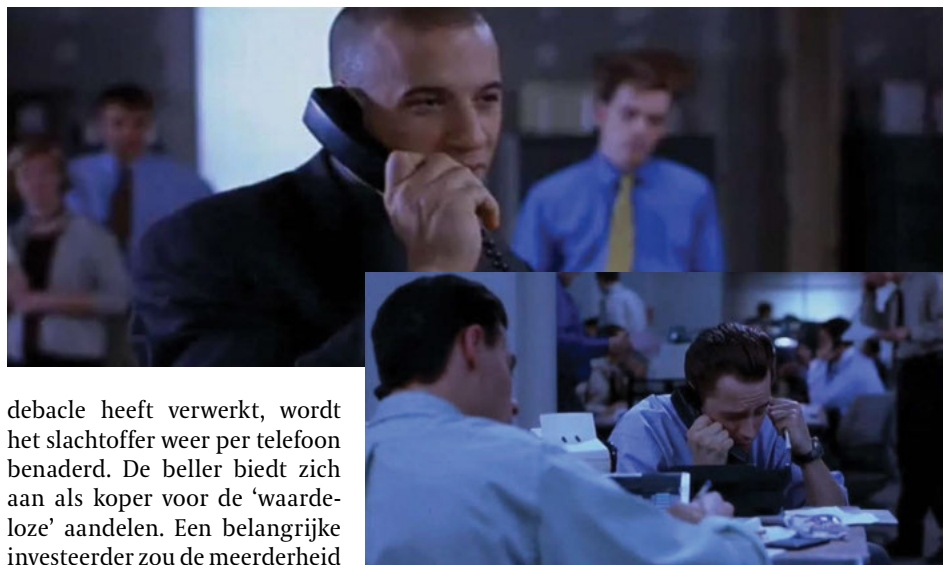 debacle heeft verwerkt, wordt
het slachtoffer weer per telefoon
benaderd. De beller biedt zich
aan als koper voor de ‘waarde-
loze’ aandelen. Een belangrijke
investeerder zou de meerderheid